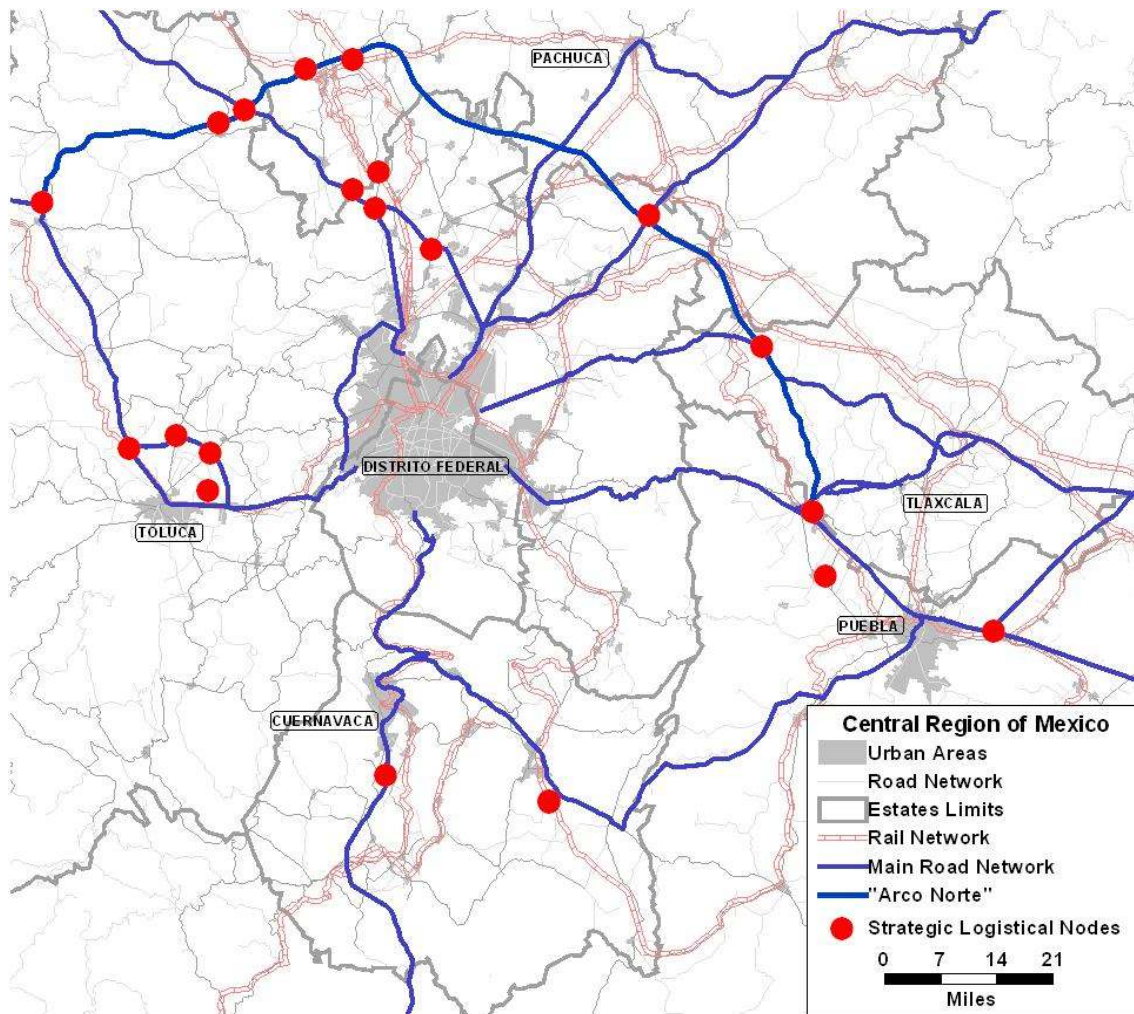 PACHUCA
DISTRITO FEDERAL
TOLUCA
TLAXCALA
PUEBLA
CUERNAVACA
Central Region of Mexico
Urban Areas
Road Network
Estates Limits
Rail Network
Main Road Network
"Arco Norte"
Strategic Logistical Nodes
0 7 14 21
Miles